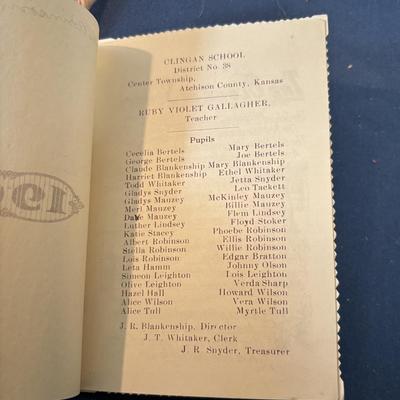 CLINGAN SCHOOL
District No. 38
Center Township,
Atchison County, Kansas
RUBY VIOLET GALLAGHER,
Teacher
Pupils
Cecelia Bertels Mary Bertels
George Bertels Joe Bertels
Claude Blankenship Mary Blankenship
Harriet Blankenship Ethel Whitaker
Todd Whitaker Jetta Snyder
Gladys Snyder Leo Tackett
Gladys Mauzey McKinley Mauzey
Merl Mauzey Billie Mauzey
Dave Mauzey Flem Lindsey
Luther Lindsey Floyd Stoker
Katie Stacey Phoebe Robinson
Albert Robinson Ellis Robinson
Stella Robinson Willie Robinson
Lois Robinson Edgar Bratton
Leta Hamm Johnny Olson
Simeon Leighton Lois Leighton
Olive Leighton Verda Sharp
Hazel Hall Howard Wilson
Alice Wilson Vera Wilson
Alice Tull Myrtle Tull
J. R. Blankenship, Director
J. T. Whitaker, Clerk
J. R. Snyder, Treasurer